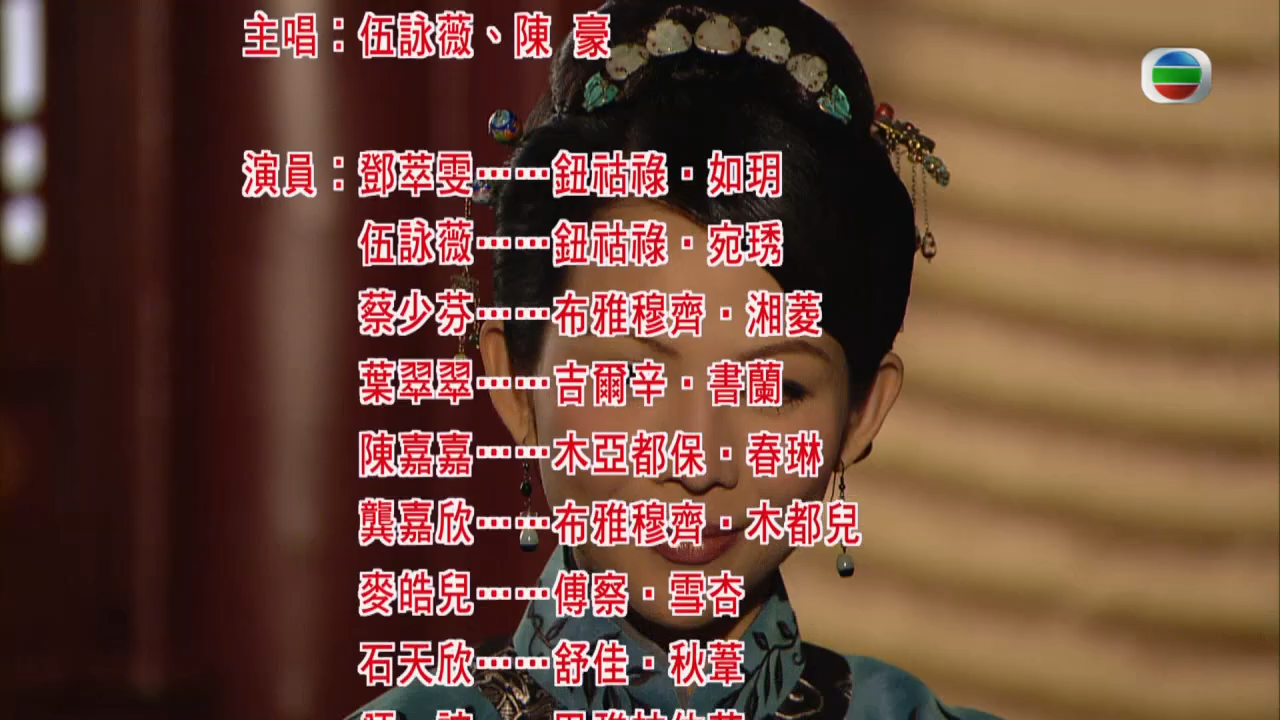 主唱：伍詠薇、陳 豪
演員：鄧萃雯……鈕祜祿．如玥
伍詠薇……鈕祜祿．宛琇
蔡少芬……布雅穆齊．湘菱
葉翠翠……吉爾辛．書蘭
陳嘉嘉……木亞都保．春琳
龔嘉欣……布雅穆齊．木都兒
麥皓兒……傅察．雪杏
石天欣……舒佳．秋葦